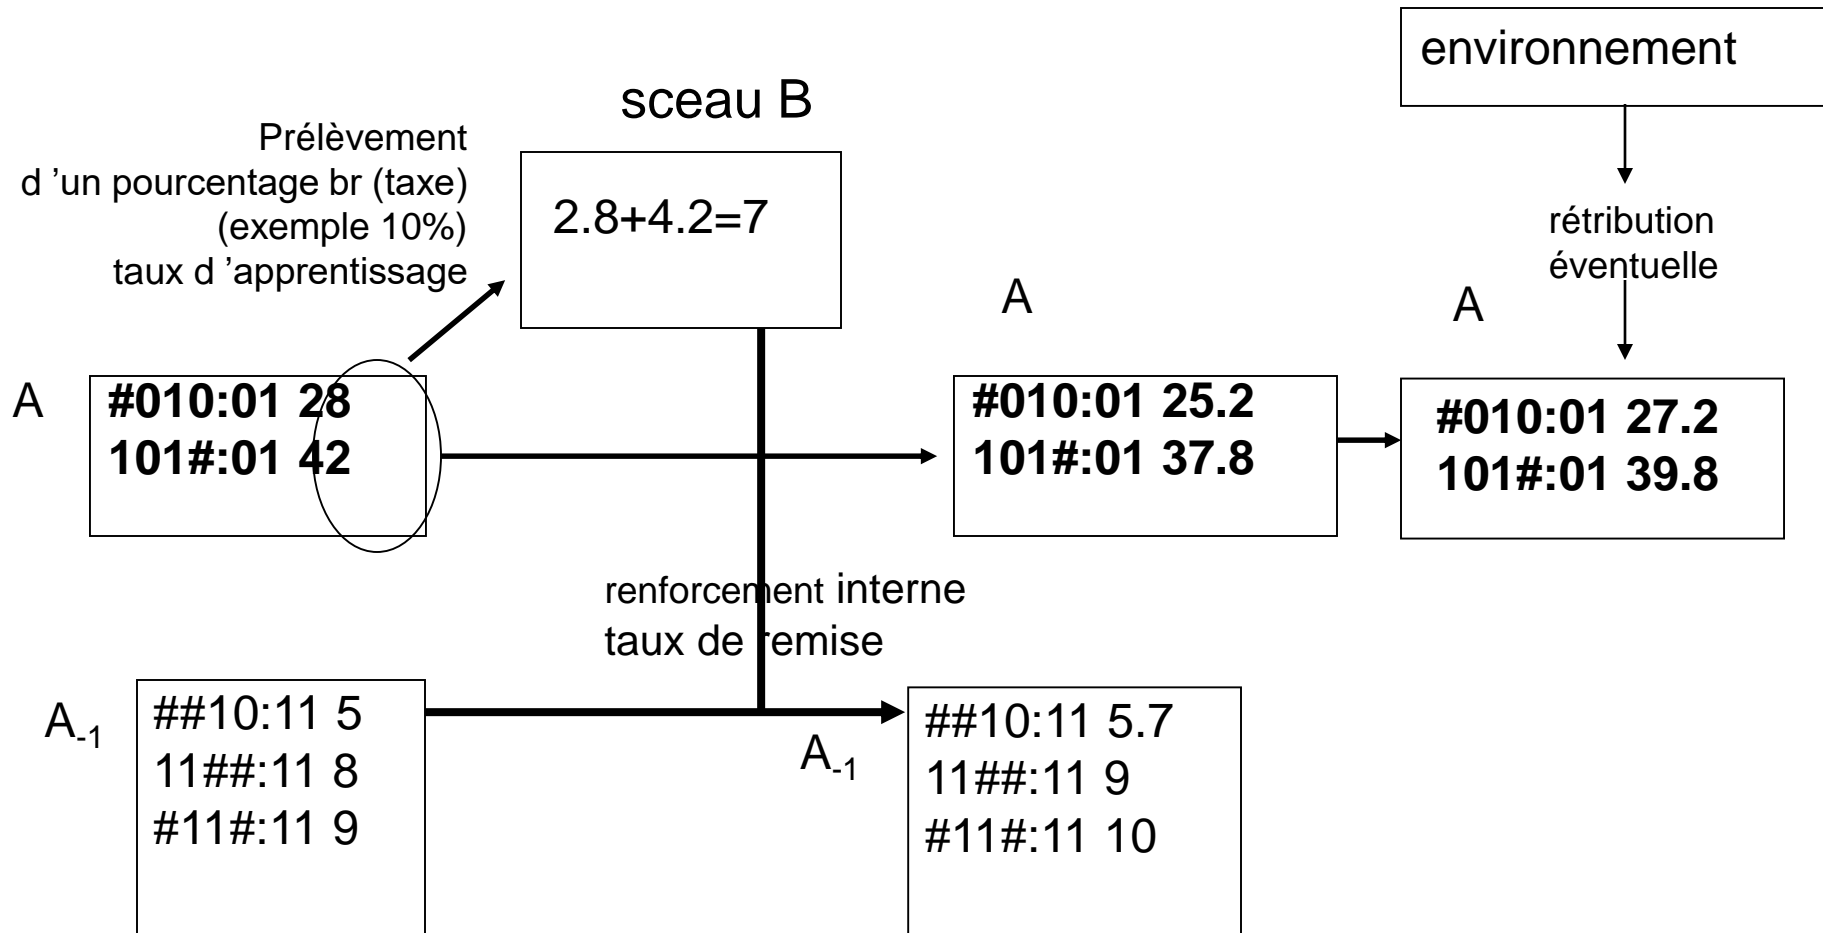 environnement
sceau B
Prélèvement
d ’un pourcentage br (taxe)
(exemple 10%)
taux d ’apprentissage
2.8+4.2=7
rétribution
éventuelle
A
#010:01 28
101#:01 42
A
#010:01 25.2
101#:01 37.8
A
#010:01 27.2
101#:01 39.8
renforcement interne
taux de remise
A-1
##10:11 5
11##:11 8
#11#:11 9
A-1
##10:11 5.7
11##:11 9
#11#:11 10